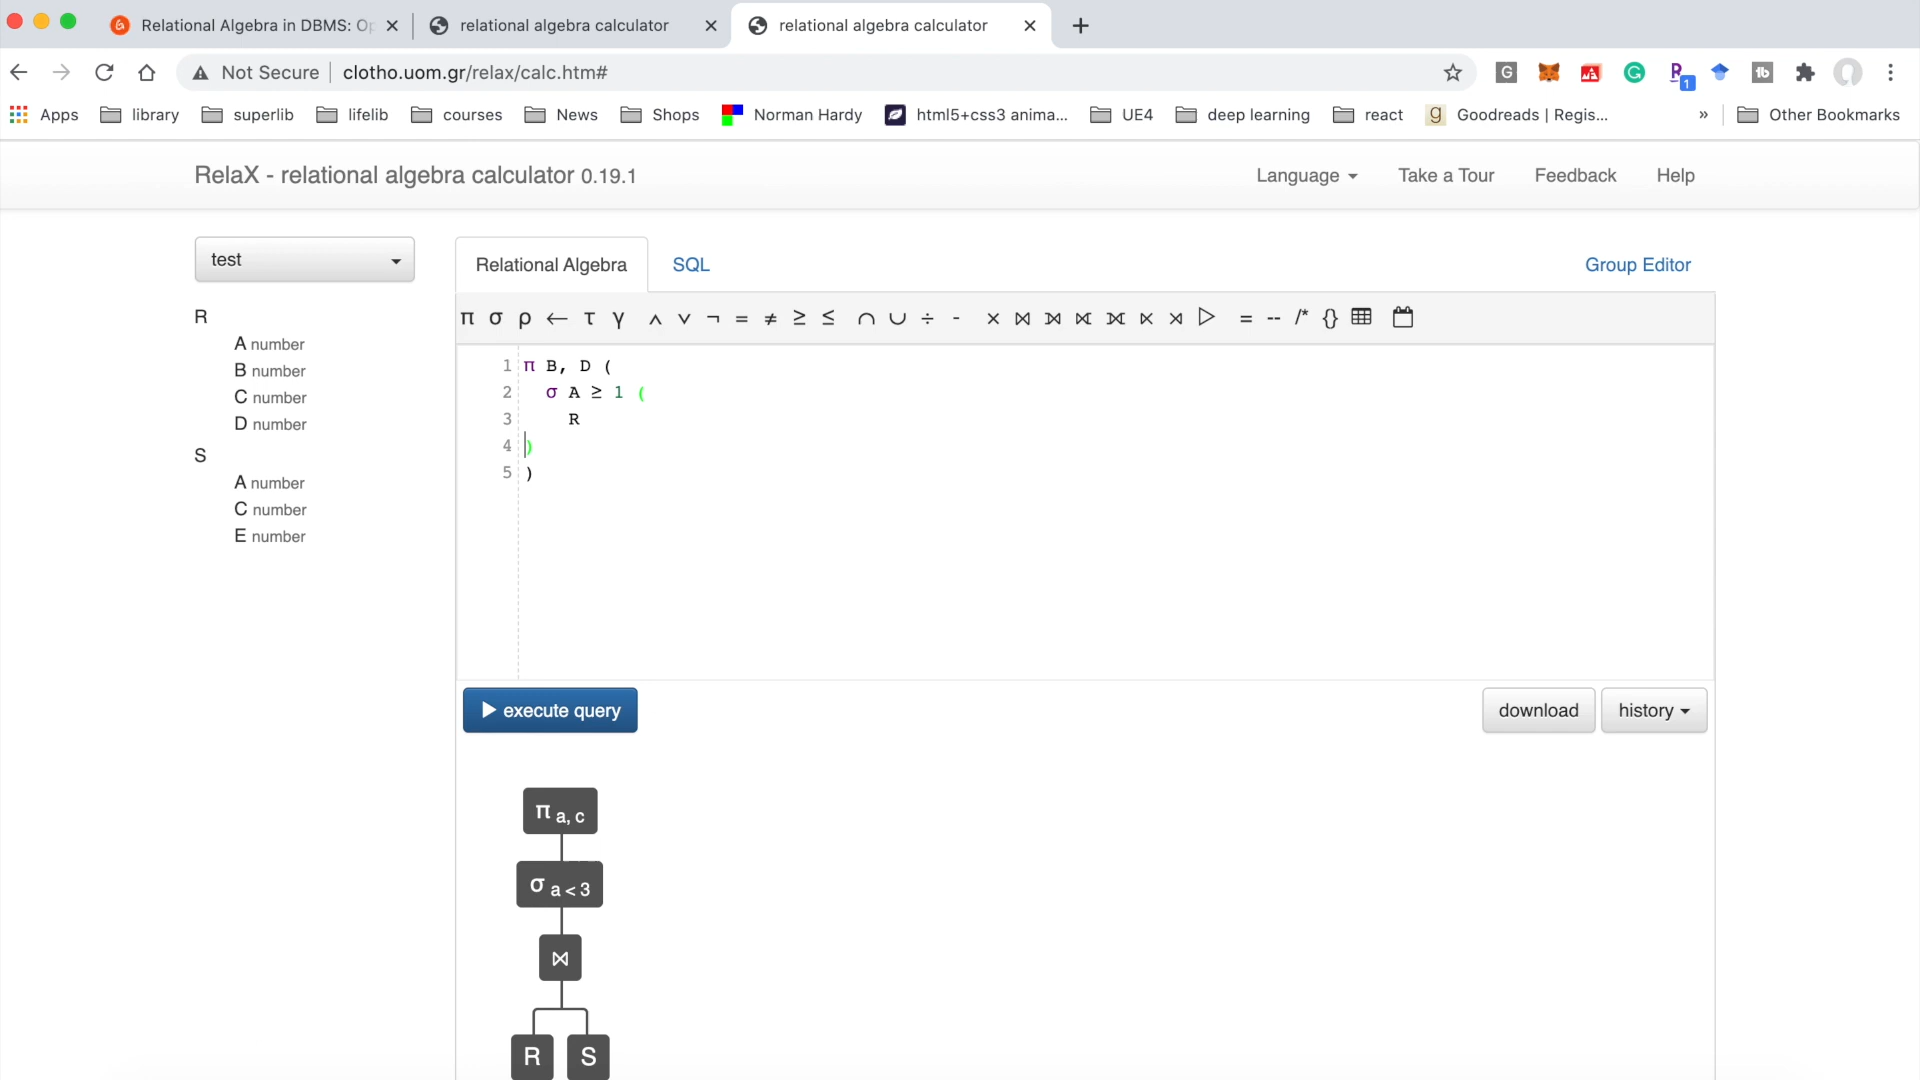 Relational Algebra in DBMS: Op
relational algebra calculator
relational algebra calculator
Not Secure
clotho.uom.gr/relax/calc.htm#
1
Apps
library
superlib
lifelib
courses
News
Shops
Norman Hardy
html5+css3 anima...
UE4
deep learning
react
Goodreads | Regis...
»
Other Bookmarks
RelaX - relational algebra calculator 0.19.1
Language
Take a Tour
Feedback
Help
test
R
A number
B number
C number
D number
S
A number
C number
E number
Relational Algebra
SQL
Group Editor
π σ ρ ← τ γ ∧ ∨ ¬ = ≠ ≥ ≤ ∩ ∪ ÷ - × ⋈ ⟕ ⟖ ⟗ ⋉ ⋊ ▷ = -- /* {}
1 π B, D (
2 σ A ≥ 1 (
3 R
4 )
5 )
execute query
download
history
π a, c
σ a < 3
⋈
R
S